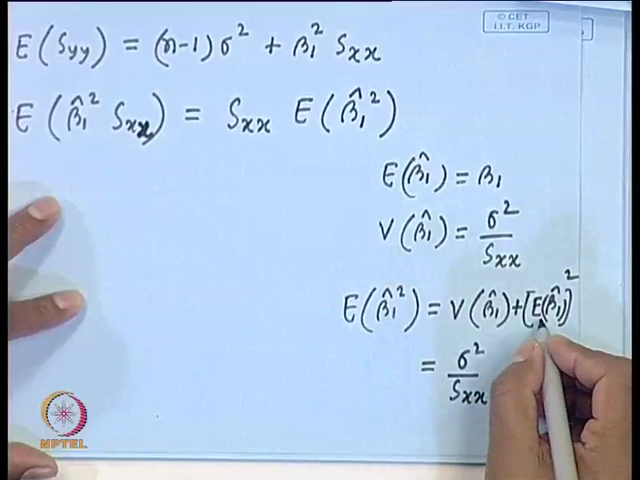 © CET
I.I.T. KGP
E(Syy) = (n-1)σ² + β₁² Sxx
E(β̂₁² Sxx) = Sxx E(β̂₁²)
E(β̂₁) = β₁
V(β̂₁) = σ²/Sxx
E(β̂₁²) = V(β̂₁) + [E(β̂₁)]²
= σ²/Sxx
NPTEL